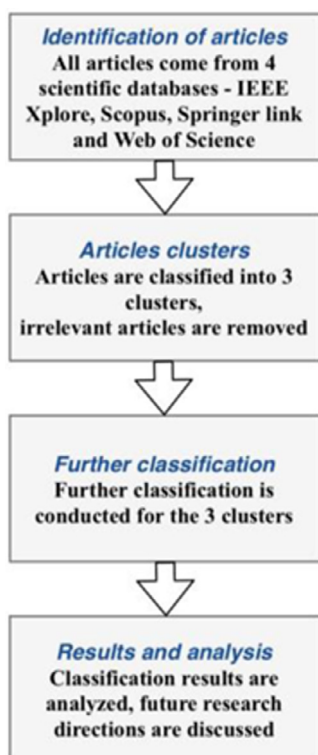 Identification of articles
All articles come from 4
scientific databases - IEEE
Xplore, Scopus, Springer link
and Web of Science
Articles clusters
Articles are classified into 3
clusters,
irrelevant articles are removed
Further classification
Further classification is
conducted for the 3 clusters
Results and analysis
Classification results are
analyzed, future research
directions are discussed